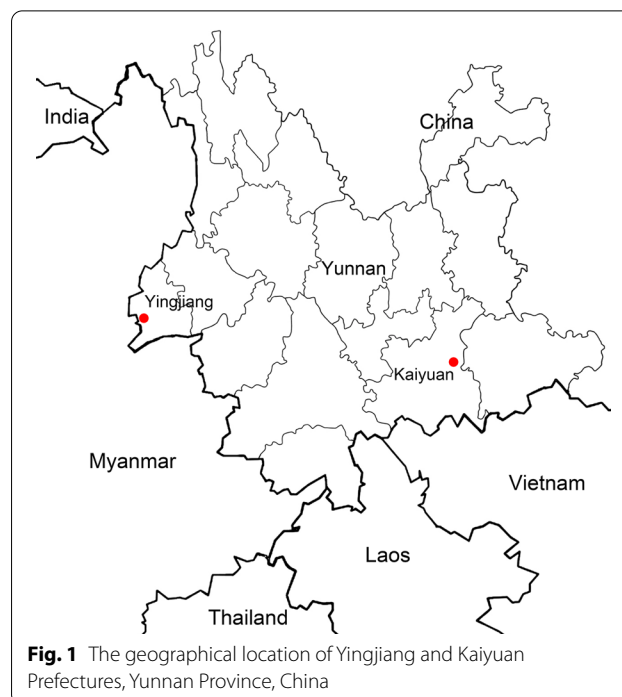 India
China
Yunnan
Yingjiang
Kaiyuan
Myanmar
Vietnam
Laos
Thailand
Fig. 1 The geographical location of Yingjiang and Kaiyuan
Prefectures, Yunnan Province, China